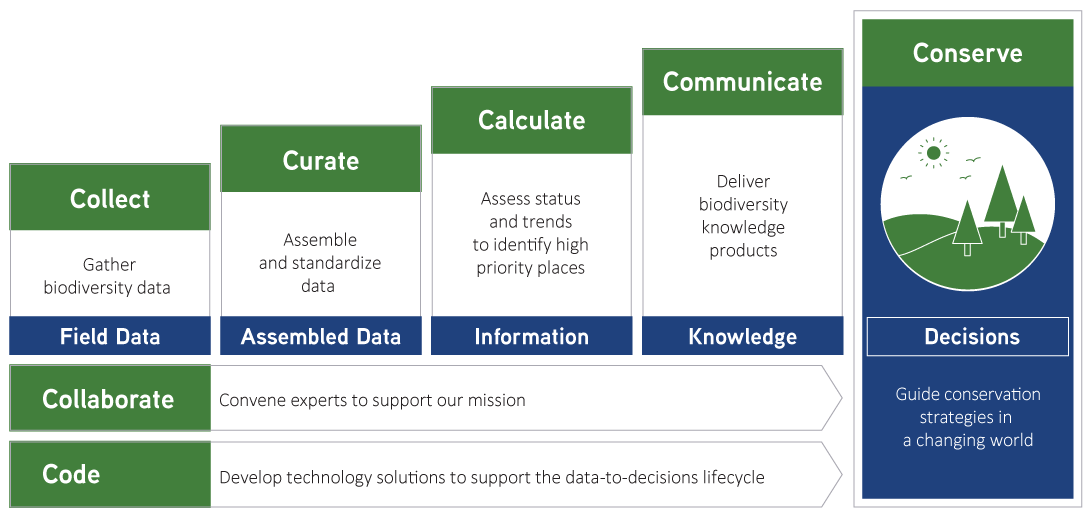 Collect
Gather
biodiversity data
Field Data
Curate
Assemble
and standardize
data
Assembled Data
Calculate
Assess status
and trends
to identify high
priority places
Information
Communicate
Deliver
biodiversity
knowledge
products
Knowledge
Conserve
Decisions
Guide conservation
strategies in
a changing world
Collaborate
Convene experts to support our mission
Code
Develop technology solutions to support the data-to-decisions lifecycle